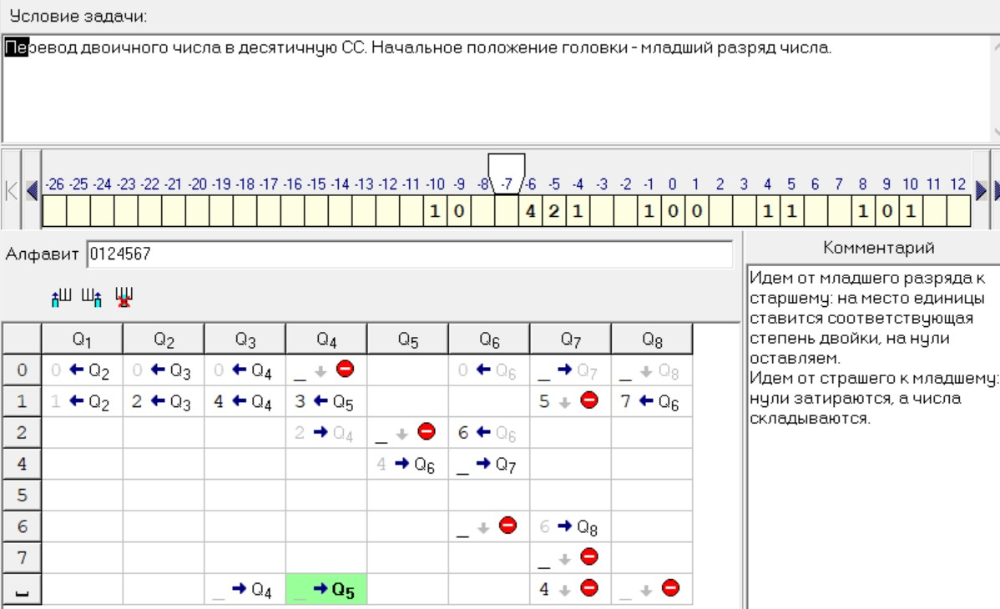 Условие задачи:
Перевод двоичного числа в десятичную СС. Начальное положение головки - младший разряд числа.
-26 -25 -24 -23 -22 -21 -20 -19 -18 -17 -16 -15 -14 -13 -12 -11 -10 -9 -8 -7 -6 -5 -4 -3 -2 -1 0 1 2 3 4 5 6 7 8 9 10 11 12
1 0 4 2 1 1 0 0 1 1 1 0 1
Алфавит 0124567
Комментарий
Идем от младшего разряда к
старшему: на место единицы
ставится соответствующая
степень двойки, на нули
оставляем.
Идем от страшего к младшему:
нули затираются, а числа
складываются.
Ш Ш Ш
Q1 Q2 Q3 Q4 Q5 Q6 Q7 Q8
0 0 ← Q2 0 ← Q3 0 ← Q4 _ ↓ 0 ← Q6 _ → Q7 _ ↓ Q8
1 1 ← Q2 2 ← Q3 4 ← Q4 3 ← Q5 5 ↓ 7 ← Q6
2 2 → Q4 _ ↓ 6 ← Q6
4 4 → Q6 _ → Q7
5
6 _ ↓ 6 → Q8
7 _ ↓
␣ _ → Q4 _ → Q5 4 ↓ _ ↓